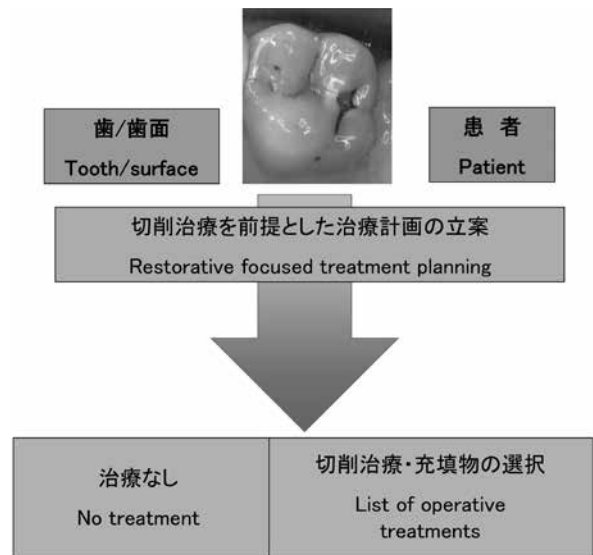 歯/歯面
Tooth/surface
患 者
Patient
切削治療を前提とした治療計画の立案
Restorative focused treatment planning
治療なし
No treatment
切削治療・充填物の選択
List of operative
treatments